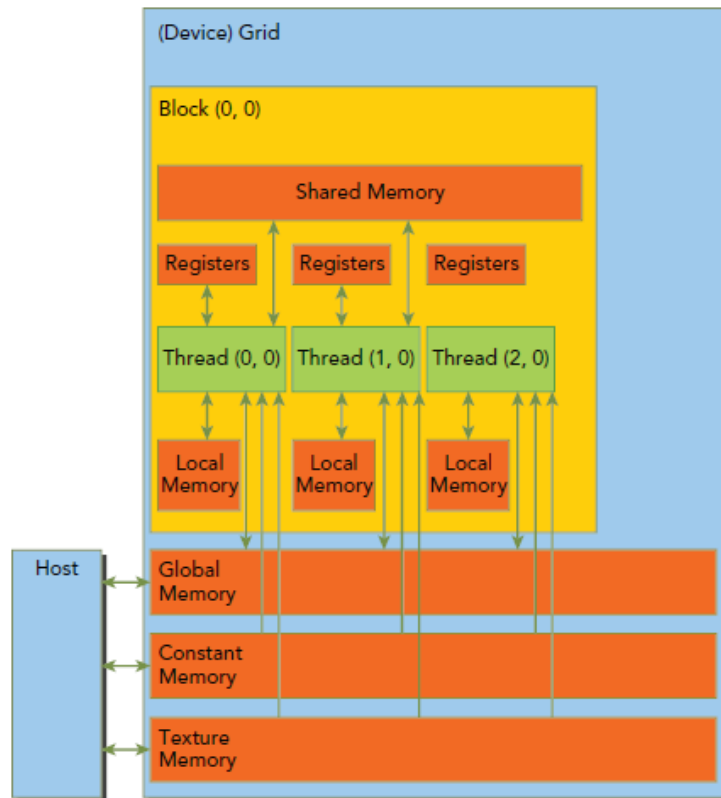 (Device) Grid
Block (0, 0)
Shared Memory
Registers
Registers
Registers
Thread (0, 0)
Thread (1, 0)
Thread (2, 0)
Local
Memory
Local
Memory
Local
Memory
Host
Global
Memory
Constant
Memory
Texture
Memory